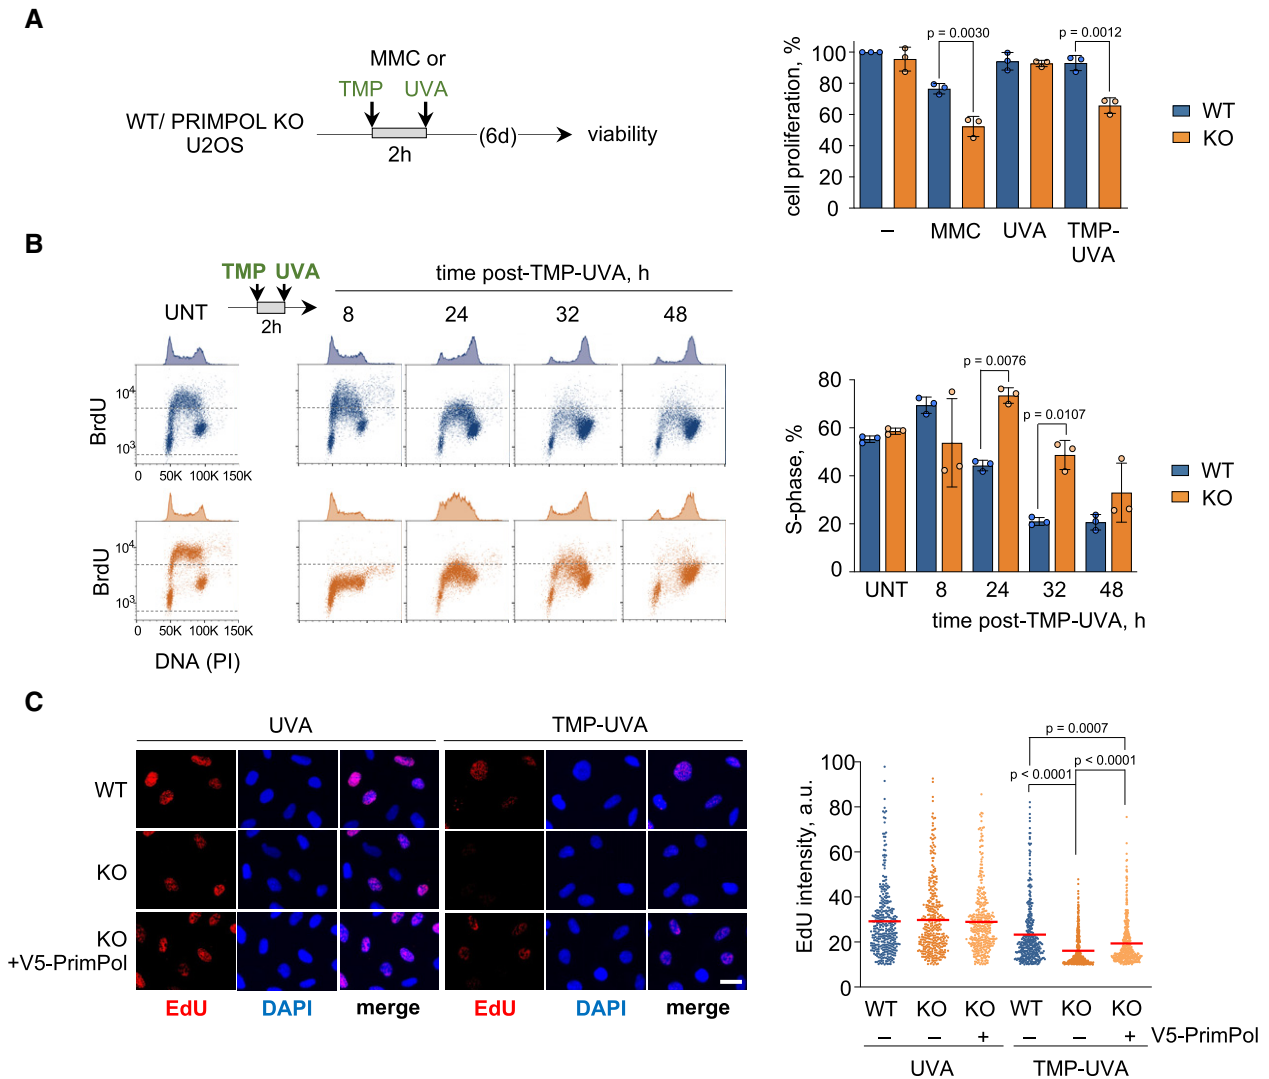 A
MMC or
TMP UVA
WT/ PRIMPOL KO
U2OS
(6d)
viability
2h
cell proliferation, %
100
80
60
40
20
0
p = 0.0030
p = 0.0012
– MMC UVA TMP-
UVA
WT
KO
B
TMP UVA
2h
time post-TMP-UVA, h
UNT 8 24 32 48
BrdU
10⁴
10³
0 50K 100K 150K
BrdU
10⁴
10³
0 50K 100K 150K
DNA (PI)
S-phase, %
80
60
40
20
0
p = 0.0076
p = 0.0107
UNT 8 24 32 48
time post-TMP-UVA, h
WT
KO
C
UVA TMP-UVA
WT
KO
KO
+V5-PrimPol
EdU DAPI merge EdU DAPI merge
EdU intensity, a.u.
100
80
60
40
20
0
p = 0.0007
p < 0.0001 p < 0.0001
WT KO KO WT KO KO
– – + – – + V5-PrimPol
UVA TMP-UVA